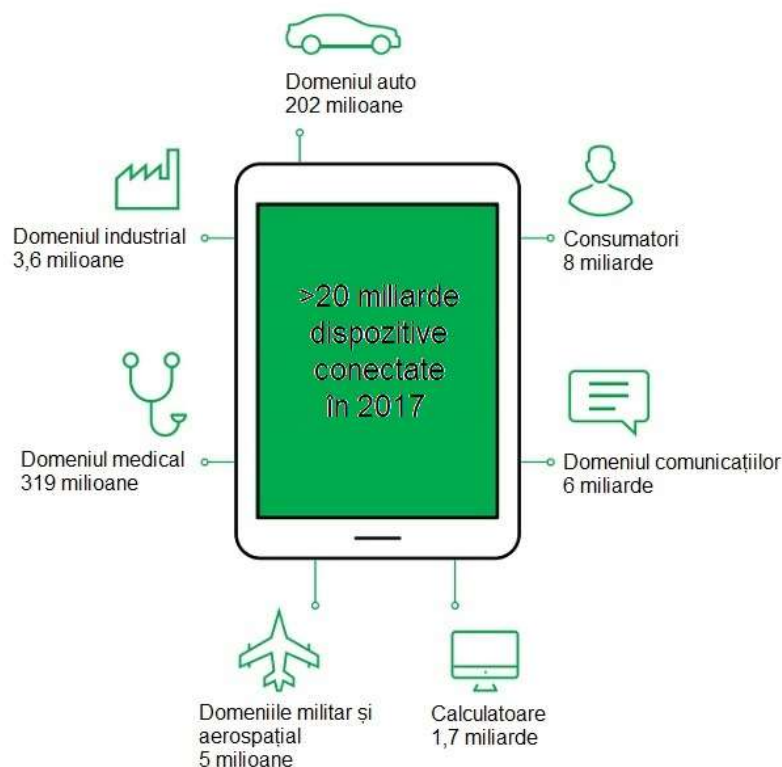 Domeniul auto
202 milioane
Domeniul industrial
3,6 milioane
Consumatori
8 miliarde
>20 miliarde
dispozitive
conectate
în 2017
Domeniul medical
319 milioane
Domeniul comunicațiilor
6 miliarde
Domeniile militar și
aerospațial
5 milioane
Calculatoare
1,7 miliarde